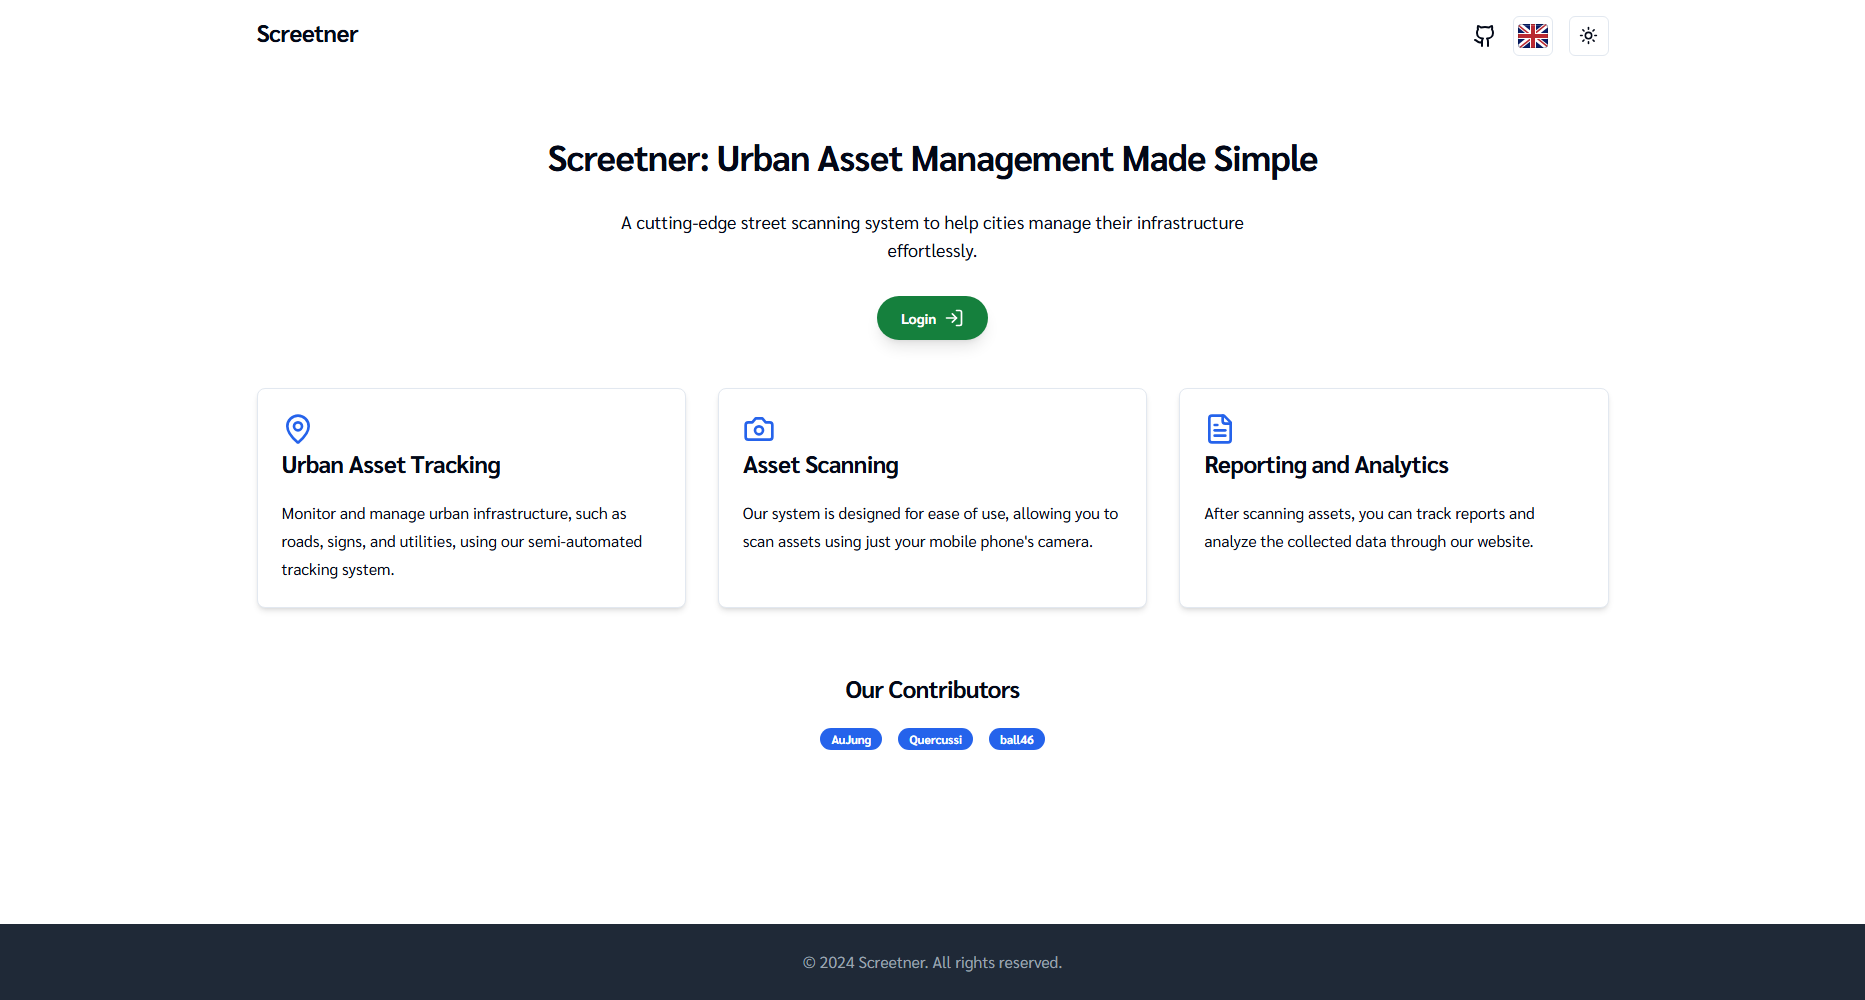 Screetner
Screetner: Urban Asset Management Made Simple
A cutting-edge street scanning system to help cities manage their infrastructure
effortlessly.
Login
Urban Asset Tracking
Monitor and manage urban infrastructure, such as
roads, signs, and utilities, using our semi-automated
tracking system.
Asset Scanning
Our system is designed for ease of use, allowing you to
scan assets using just your mobile phone's camera.
Reporting and Analytics
After scanning assets, you can track reports and
analyze the collected data through our website.
Our Contributors
AuJung
Quercussi
ball46
© 2024 Screetner. All rights reserved.